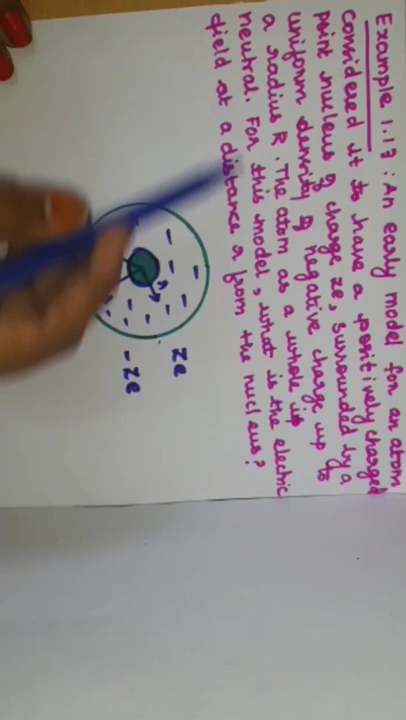 Example 1.13 : An early model for an atom
considered it to have a positively charged
point nucleus of charge Ze, surrounded by a
uniform density of negative charge up to
a radius R. The atom as a whole is
neutral. For this model, what is the electric
field at a distance r from the nucleus?
Ze
-Ze